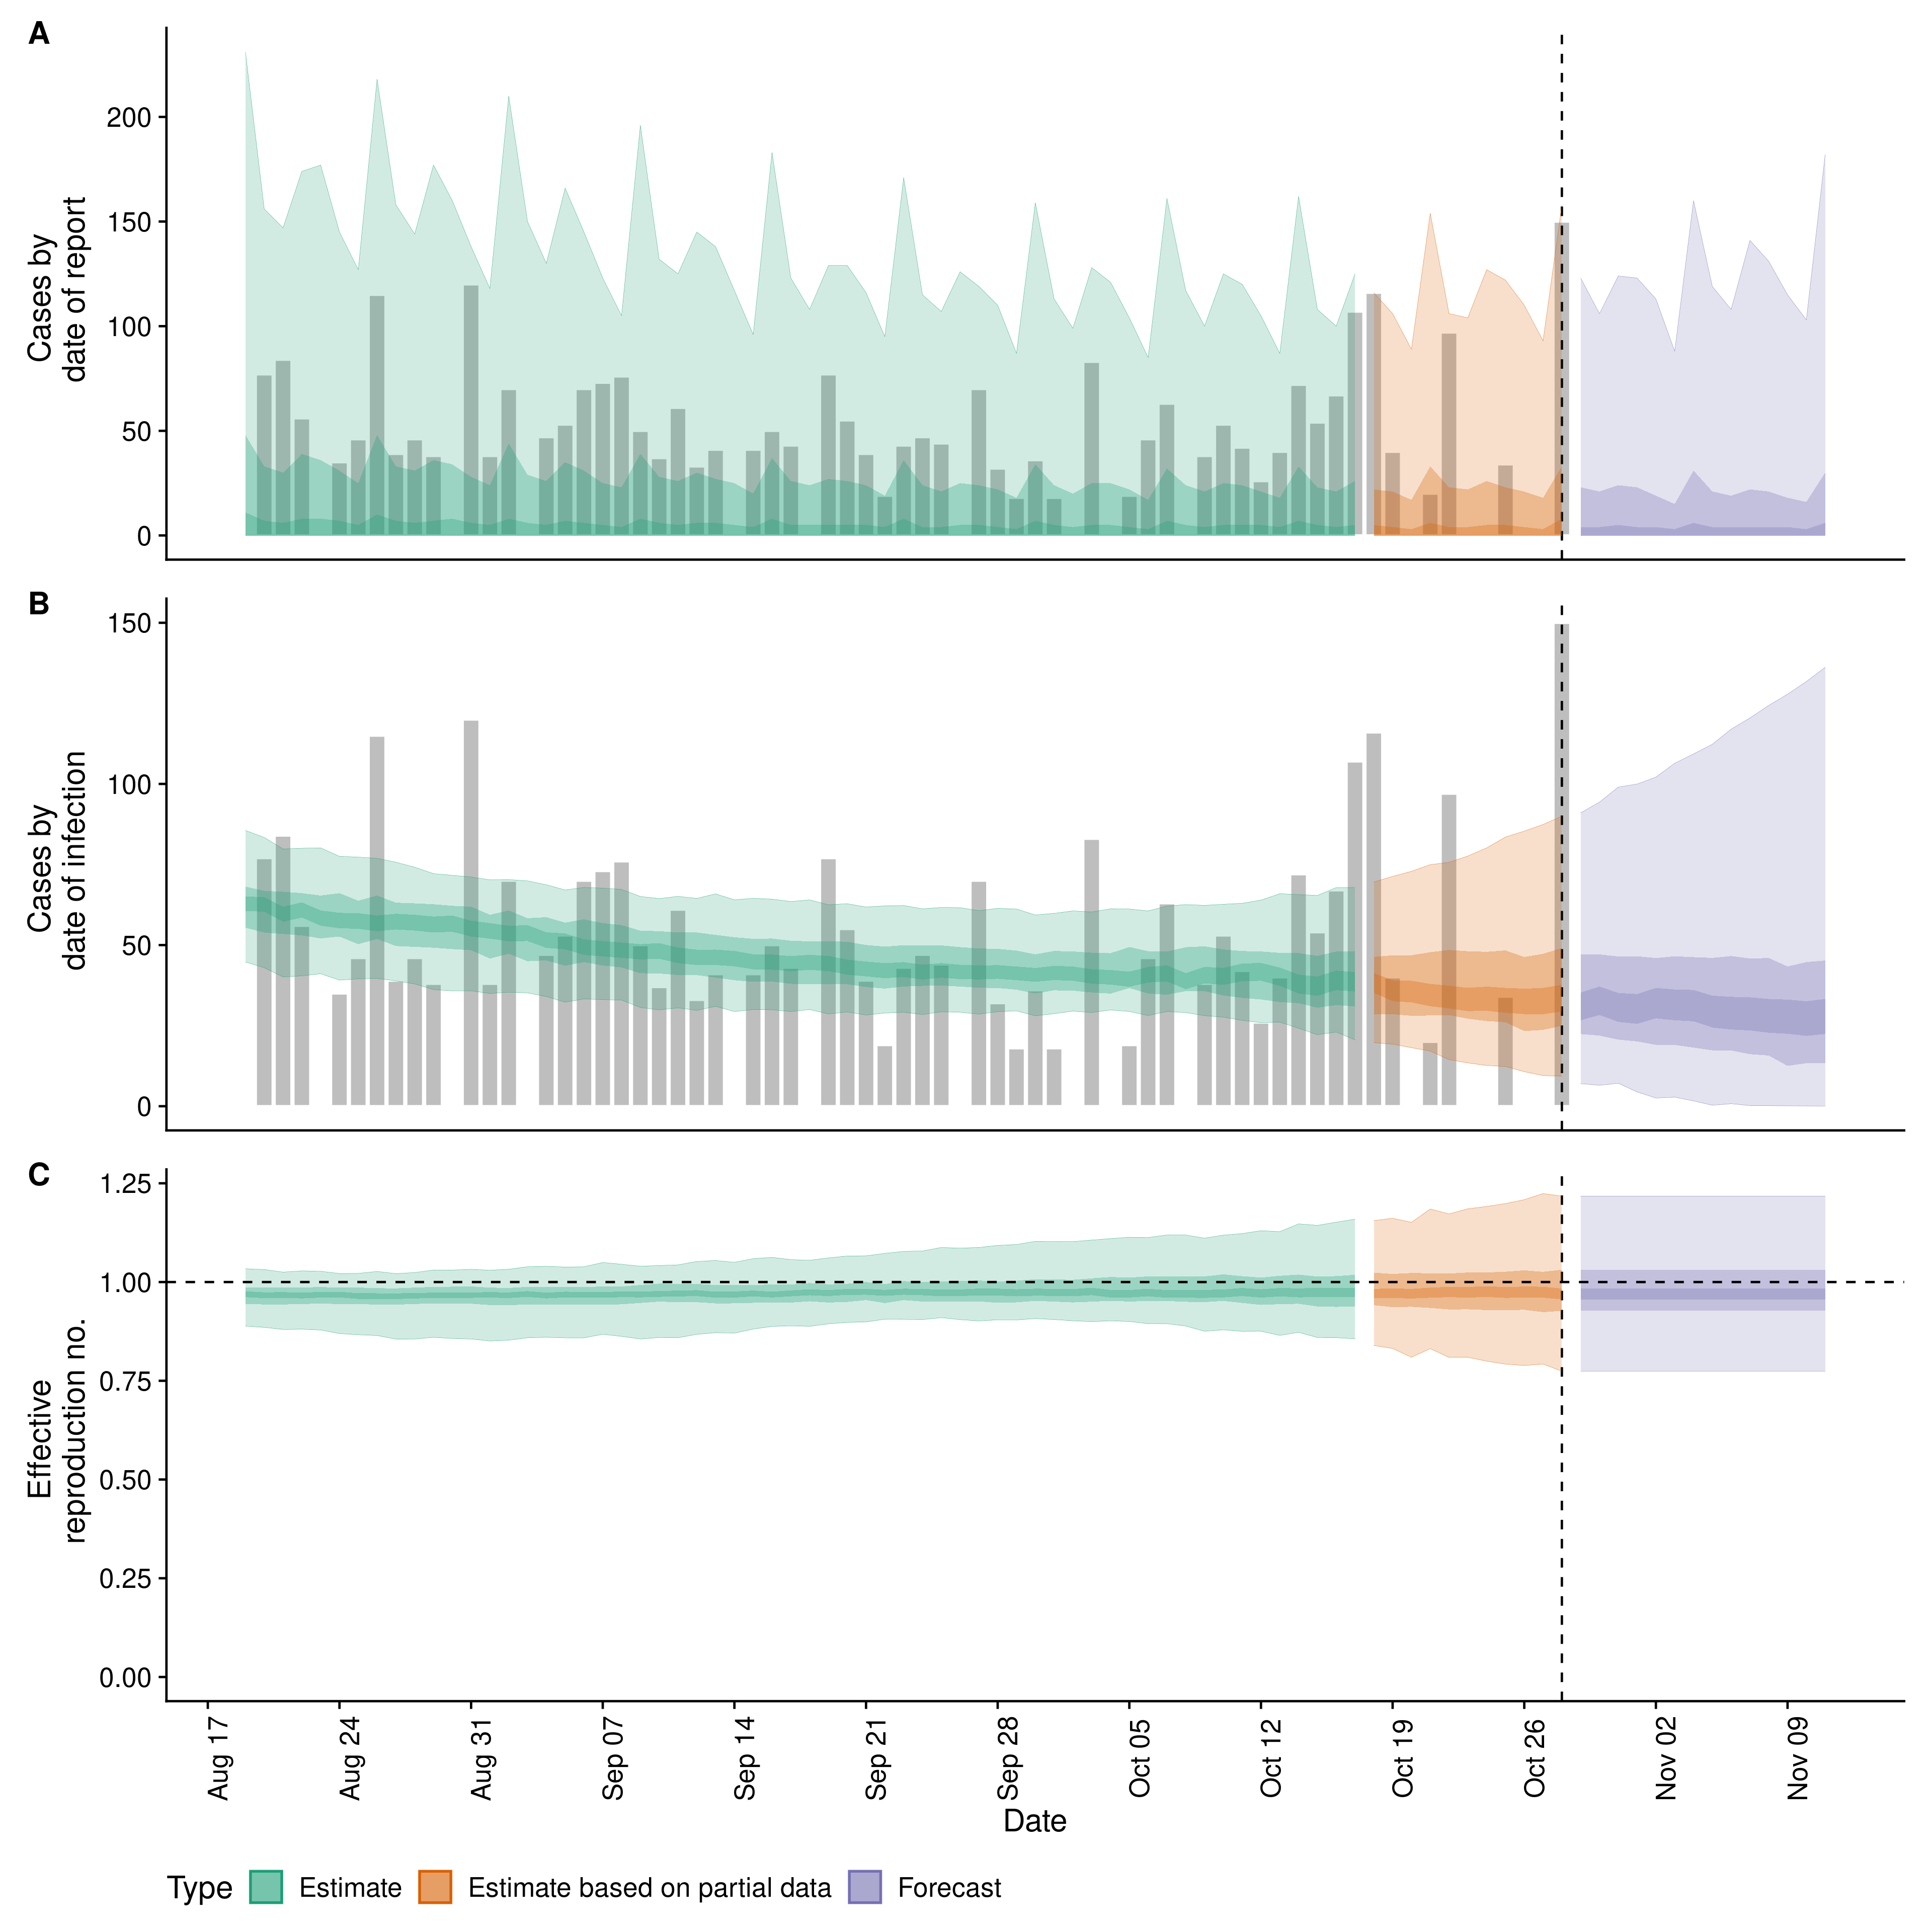 A
Cases by
date of report
200
150
100
50
0
B
Cases by
date of infection
150
100
50
0
C
Effective
reproduction no.
1.25
1.00
0.75
0.50
0.25
0.00
Aug 17
Aug 24
Aug 31
Sep 07
Sep 14
Sep 21
Sep 28
Oct 05
Oct 12
Oct 19
Oct 26
Nov 02
Nov 09
Date
Type Estimate Estimate based on partial data Forecast